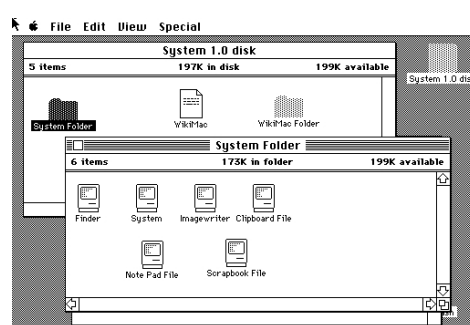 File Edit View Special
System 1.0 disk
5 items 197K in disk 199K available
System 1.0 dis
System Folder
WikiMac
WikiMac Folder
System Folder
6 items 173K in folder 199K available
Finder
System
Imagewriter
Clipboard File
Note Pad File
Scrapbook File